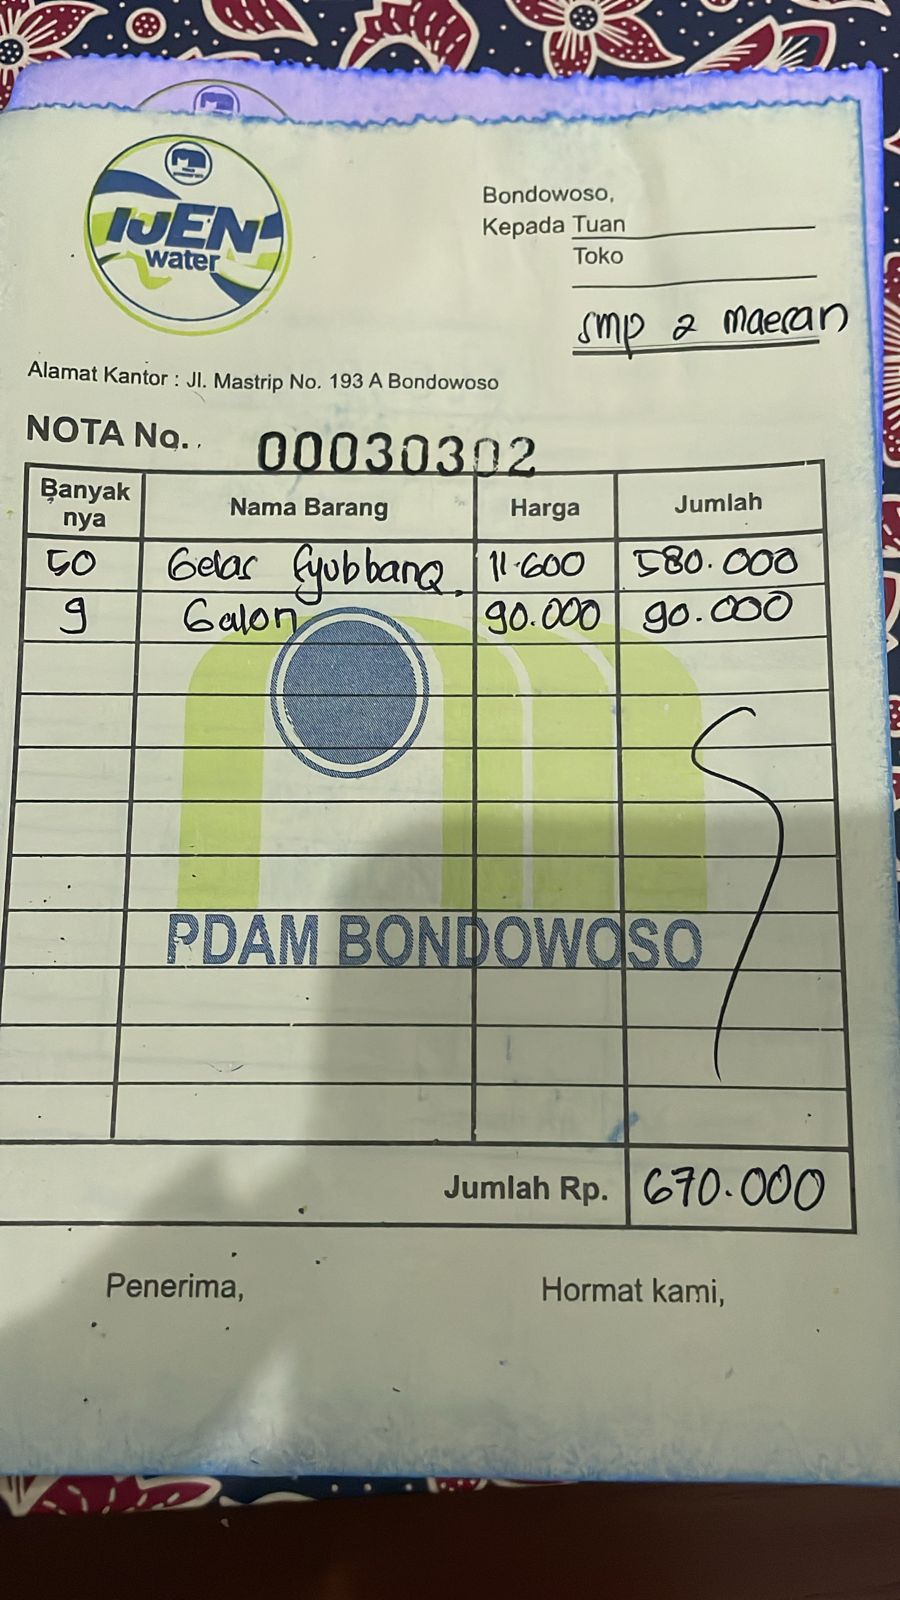 IJEN
water
Bondowoso,
Kepada Tuan
Toko
smp 2 maesan
Alamat Kantor : Jl. Mastrip No. 193 A Bondowoso
NOTA No. 00030302
Banyak nya Nama Barang Harga Jumlah
50 Gelas 11.600 580.000
9 Galon 90.000 90.000
PDAM BONDOWOSO
Jumlah Rp. 670.000
Penerima, Hormat kami,